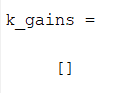 k_gains =
[]